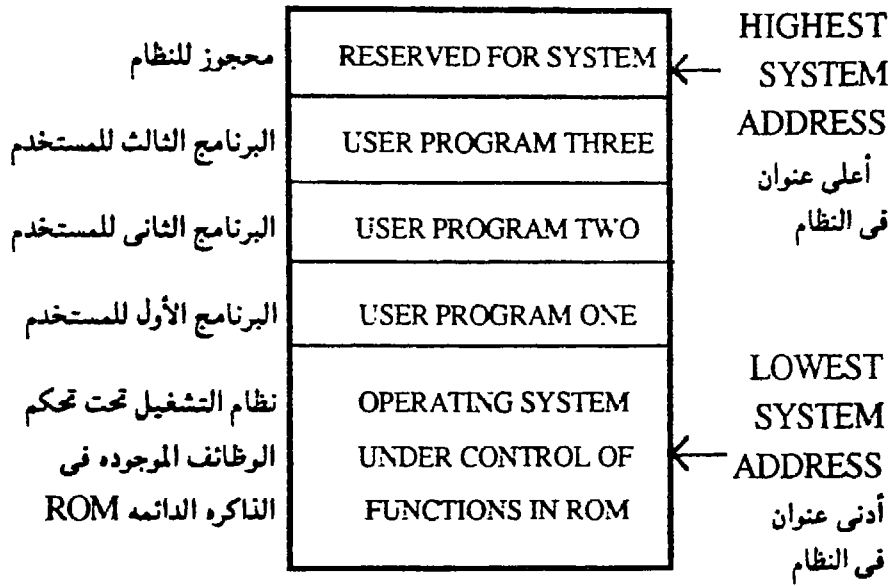 محجوز للنظام
RESERVED FOR SYSTEM
HIGHEST
SYSTEM
ADDRESS
أعلى عنوان
فى النظام
البرنامج الثالث للمستخدم
USER PROGRAM THREE
البرنامج الثانى للمستخدم
USER PROGRAM TWO
البرنامج الأول للمستخدم
USER PROGRAM ONE
نظام التشغيل تحت تحكم
الوظائف الموجوده فى
الذاكره الدائمه ROM
OPERATING SYSTEM
UNDER CONTROL OF
FUNCTIONS IN ROM
LOWEST
SYSTEM
ADDRESS
أدنى عنوان
فى النظام